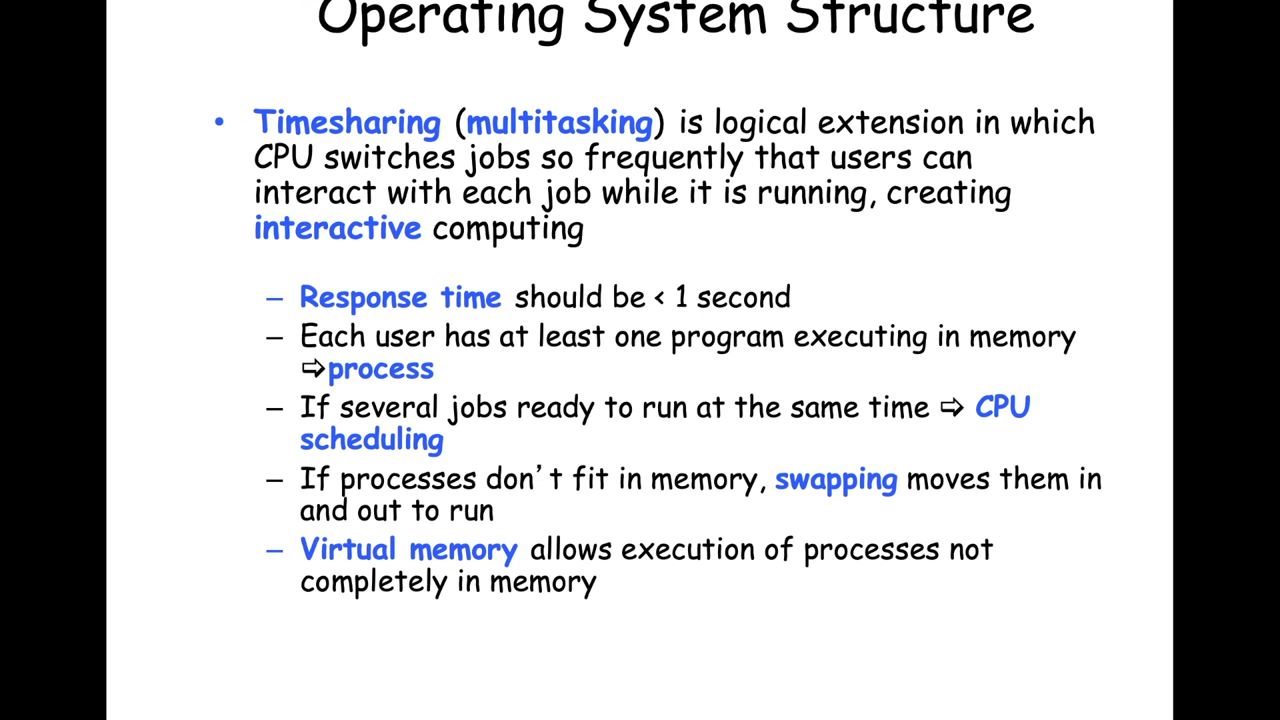 Operating System Structure
• Timesharing (multitasking) is logical extension in which
CPU switches jobs so frequently that users can
interact with each job while it is running, creating
interactive computing
– Response time should be < 1 second
– Each user has at least one program executing in memory
⇨process
– If several jobs ready to run at the same time ⇨ CPU
scheduling
– If processes don’t fit in memory, swapping moves them in
and out to run
– Virtual memory allows execution of processes not
completely in memory